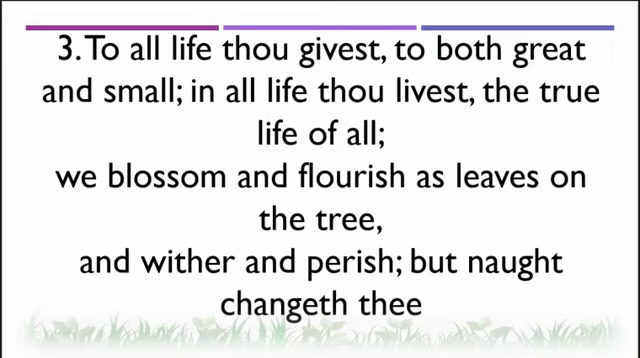 3. To all life thou givest, to both great
and small; in all life thou livest, the true
life of all;
we blossom and flourish as leaves on
the tree,
and wither and perish; but naught
changeth thee